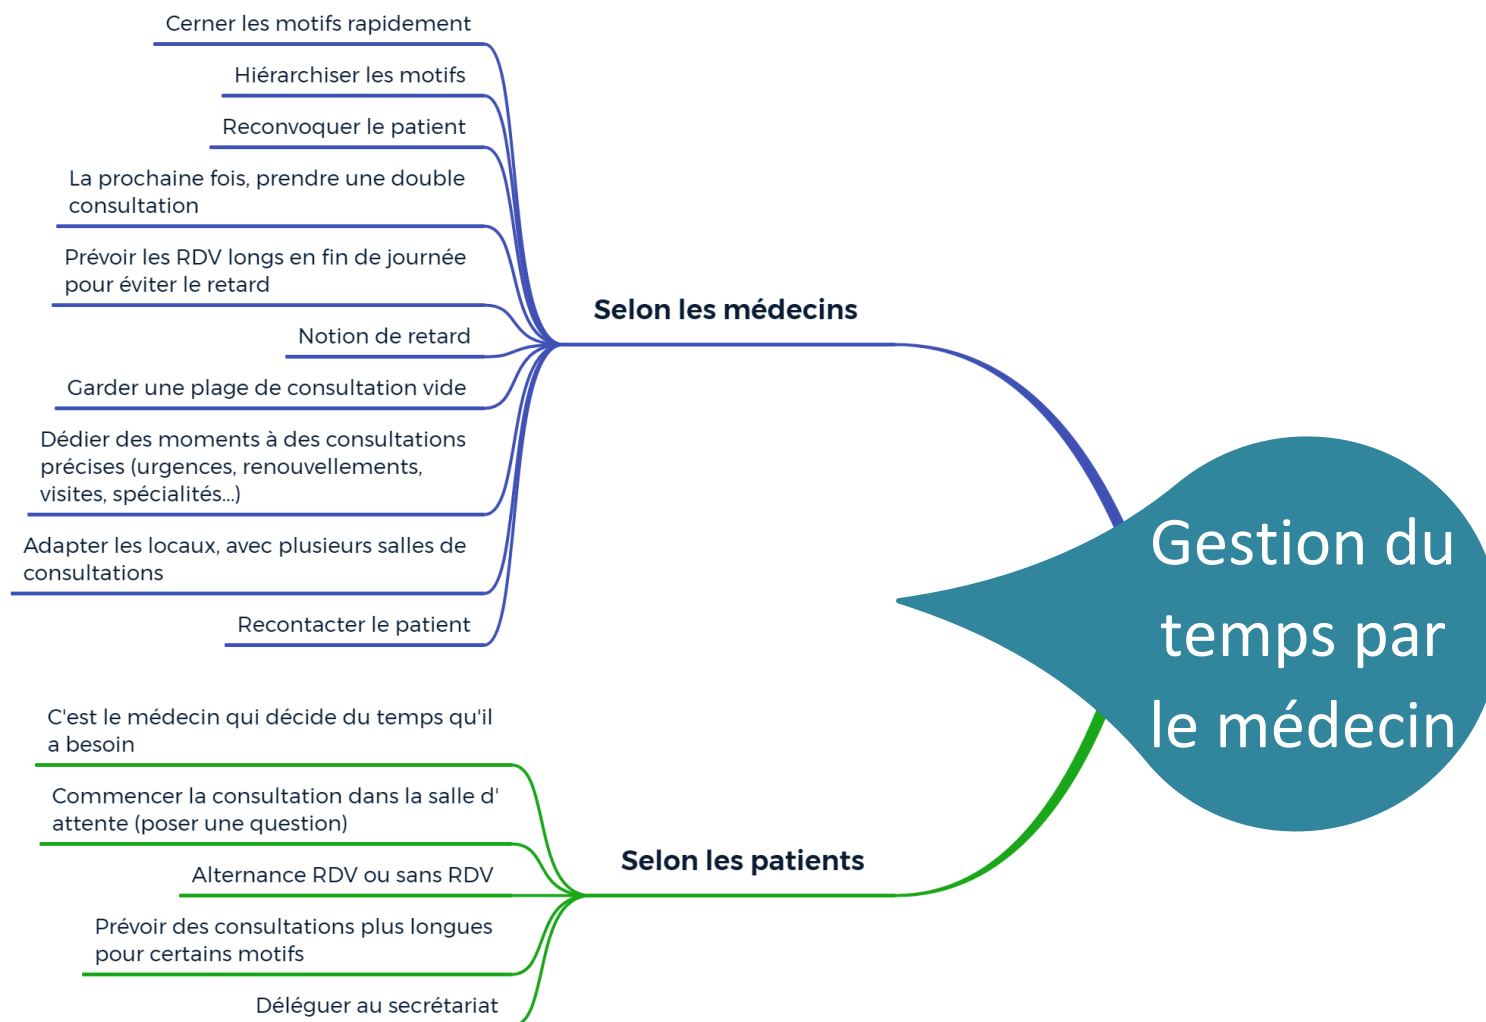 Cerner les motifs rapidement
Hiérarchiser les motifs
Reconvoquer le patient
La prochaine fois, prendre une double
consultation
Prévoir les RDV longs en fin de journée
pour éviter le retard
Notion de retard
Garder une plage de consultation vide
Dédier des moments à des consultations
précises (urgences, renouvellements,
visites, spécialités...)
Adapter les locaux, avec plusieurs salles de
consultations
Recontacter le patient
Selon les médecins
C'est le médecin qui décide du temps qu'il
a besoin
Commencer la consultation dans la salle d'
attente (poser une question)
Alternance RDV ou sans RDV
Prévoir des consultations plus longues
pour certains motifs
Déléguer au secrétariat
Selon les patients
Gestion du
temps par
le médecin